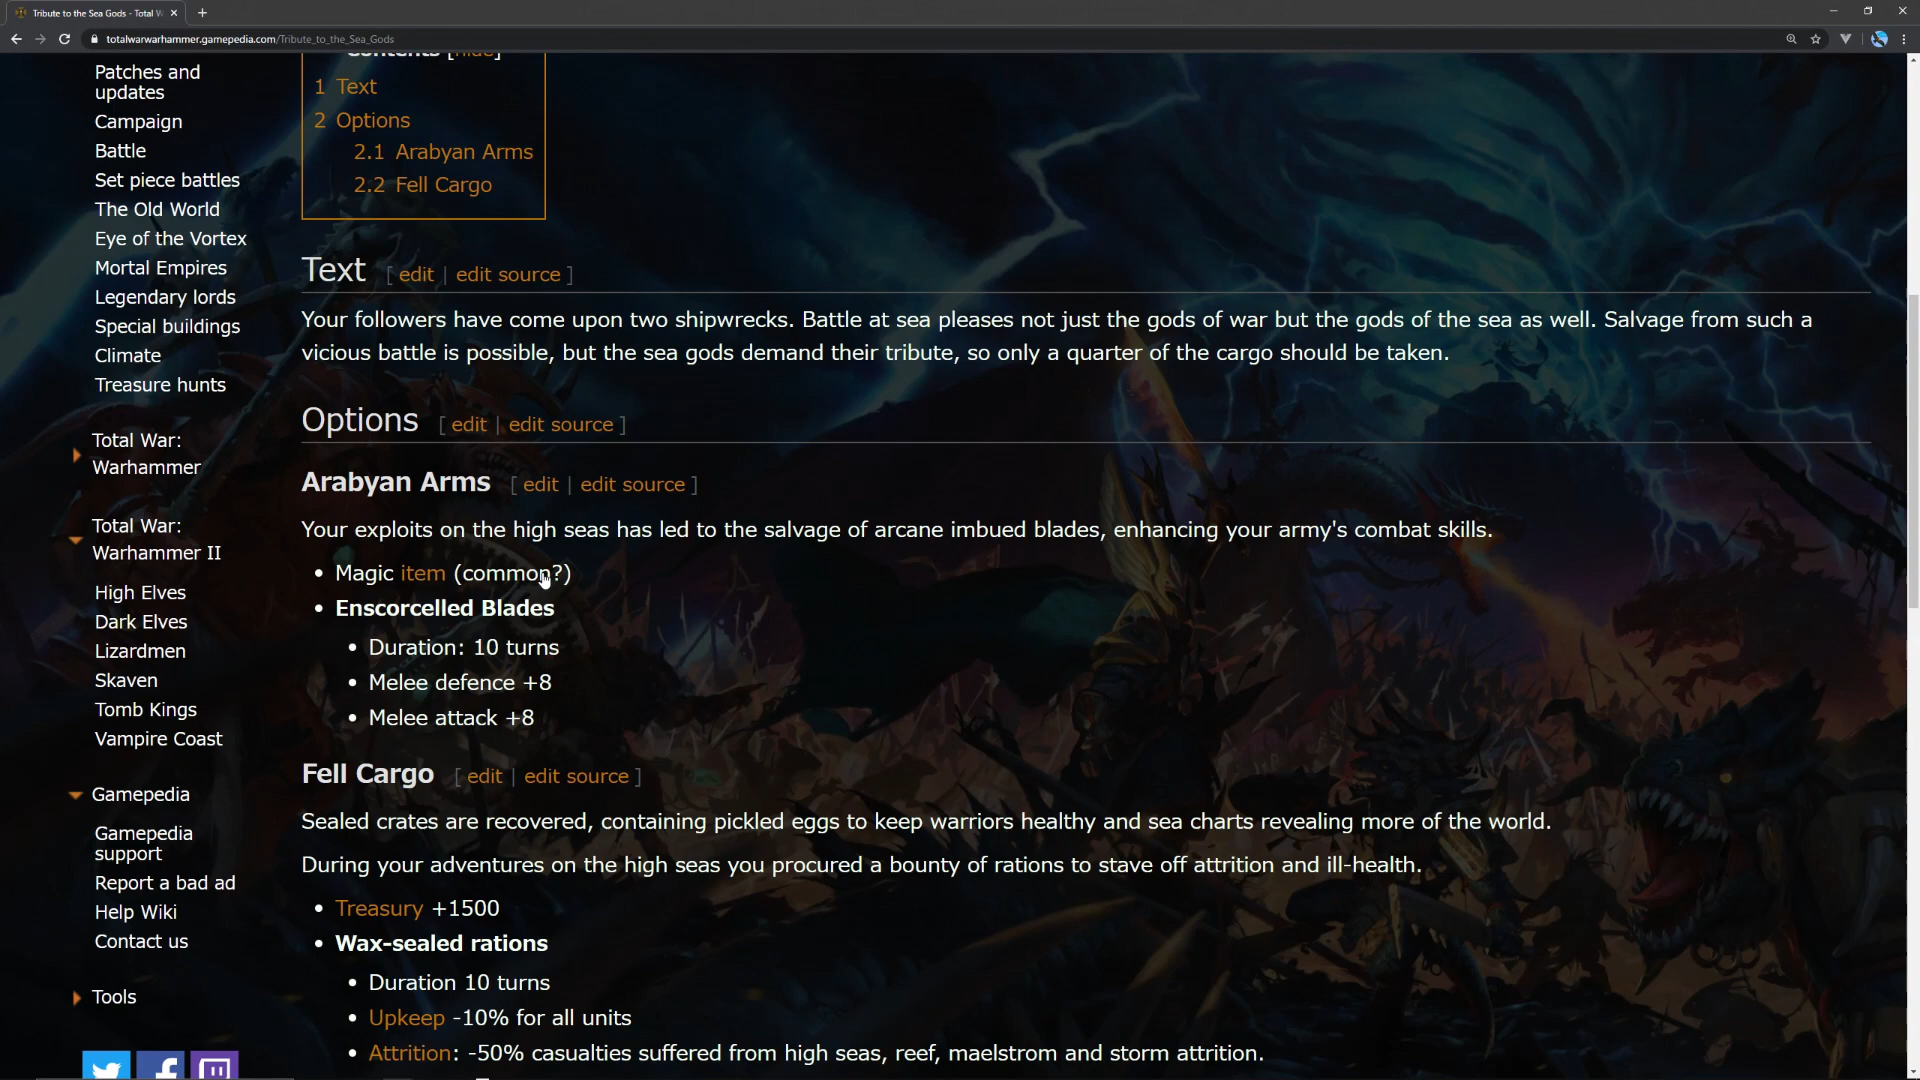 Tribute to the Sea Gods - Total W
totalwarwarhammer.gamepedia.com/Tribute_to_the_Sea_Gods
Contents [hide]
1 Text
2 Options
2.1 Arabyan Arms
2.2 Fell Cargo
Patches and
updates
Campaign
Battle
Set piece battles
The Old World
Eye of the Vortex
Mortal Empires
Legendary lords
Special buildings
Climate
Treasure hunts
Total War:
Warhammer
Total War:
Warhammer II
High Elves
Dark Elves
Lizardmen
Skaven
Tomb Kings
Vampire Coast
Gamepedia
Gamepedia
support
Report a bad ad
Help Wiki
Contact us
Tools
Text [ edit | edit source ]
Your followers have come upon two shipwrecks. Battle at sea pleases not just the gods of war but the gods of the sea as well. Salvage from such a
vicious battle is possible, but the sea gods demand their tribute, so only a quarter of the cargo should be taken.
Options [ edit | edit source ]
Arabyan Arms [ edit | edit source ]
Your exploits on the high seas has led to the salvage of arcane imbued blades, enhancing your army's combat skills.
• Magic item (common?)
• Enscorcelled Blades
• Duration: 10 turns
• Melee defence +8
• Melee attack +8
Fell Cargo [ edit | edit source ]
Sealed crates are recovered, containing pickled eggs to keep warriors healthy and sea charts revealing more of the world.
During your adventures on the high seas you procured a bounty of rations to stave off attrition and ill-health.
• Treasury +1500
• Wax-sealed rations
• Duration 10 turns
• Upkeep -10% for all units
• Attrition: -50% casualties suffered from high seas, reef, maelstrom and storm attrition.